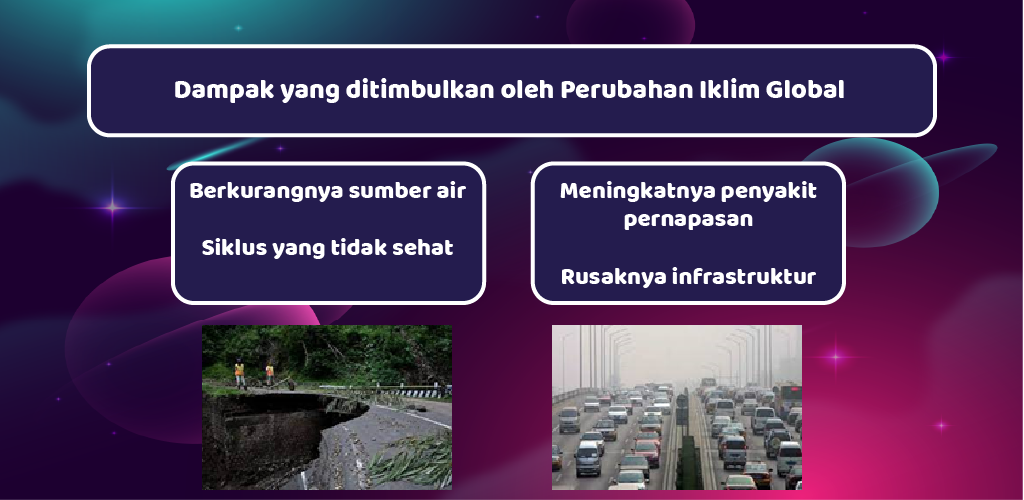 Dampak yang ditimbulkan oleh Perubahan Iklim Global
Berkurangnya sumber air
Siklus yang tidak sehat
Meningkatnya penyakit
pernapasan
Rusaknya infrastruktur